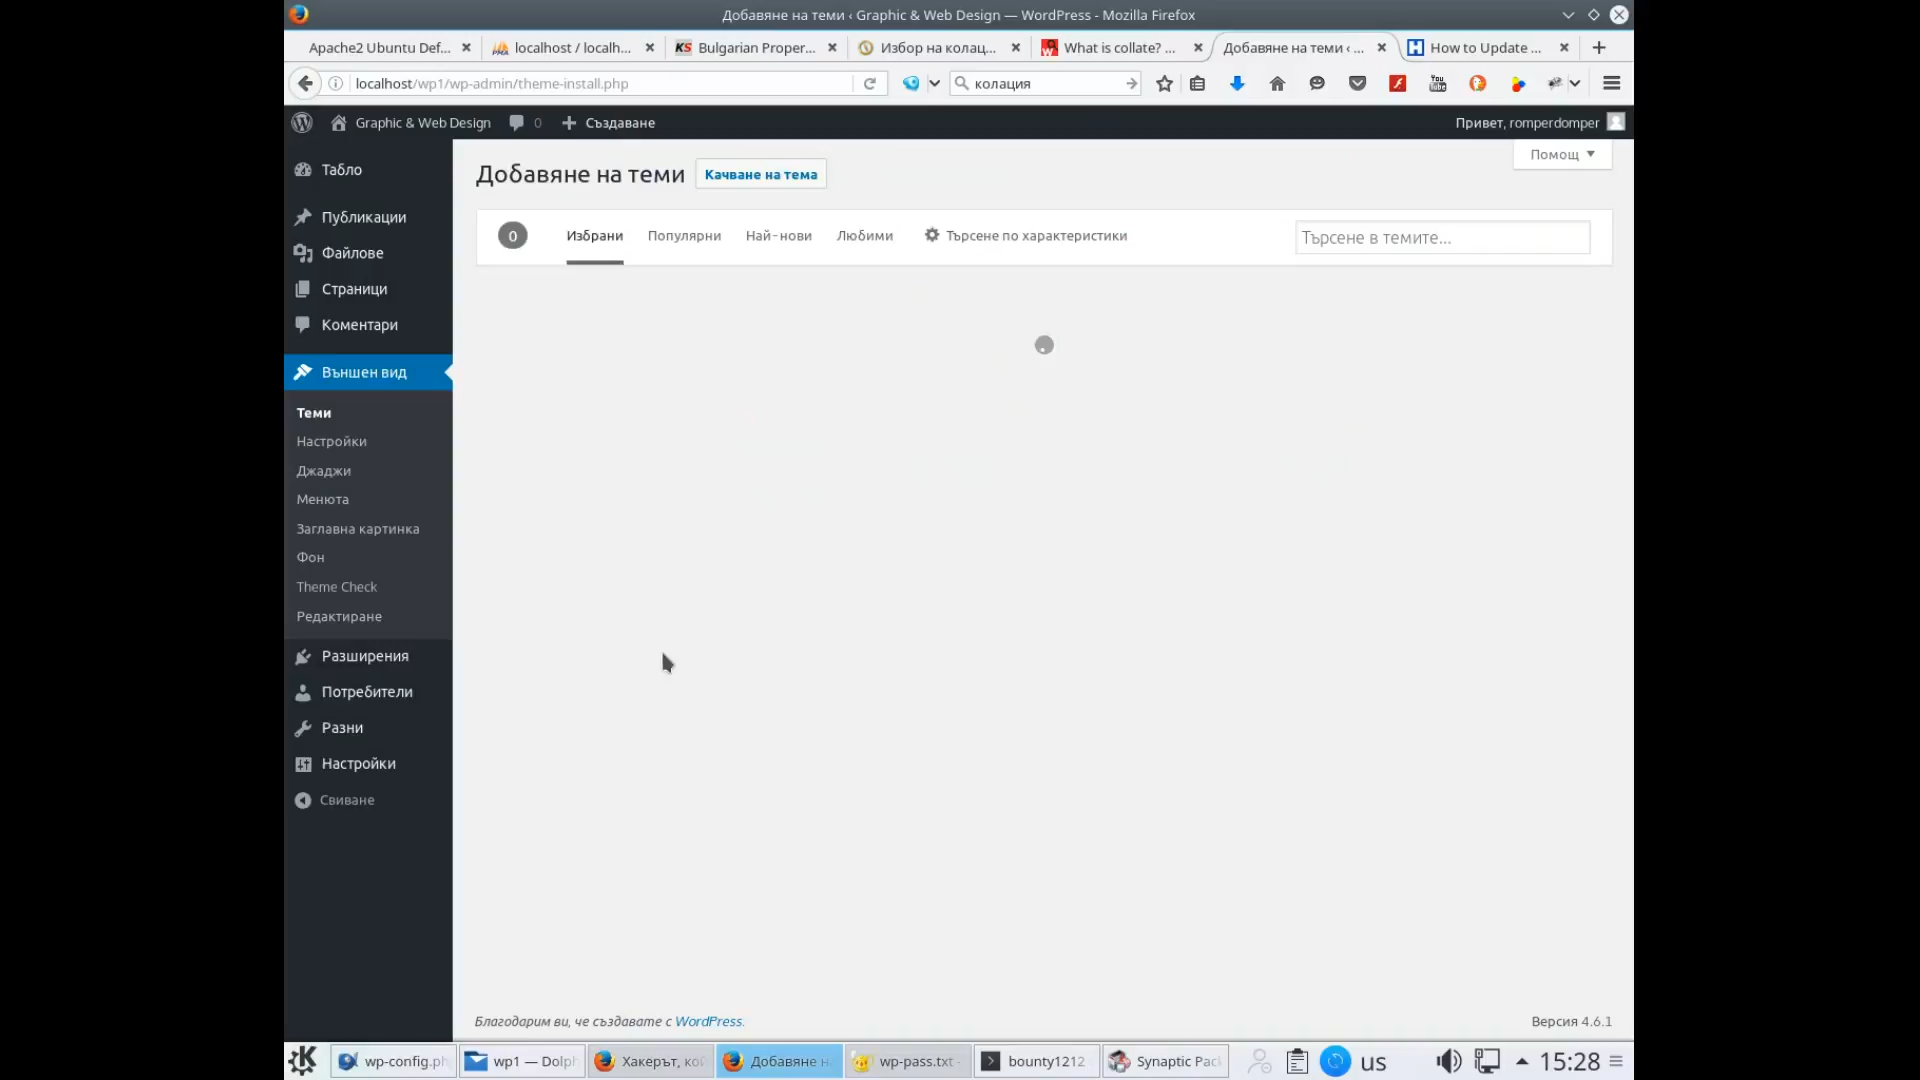 Добавяне на теми ‹ Graphic & Web Design — WordPress - Mozilla Firefox
Apache2 Ubuntu Def...
localhost / localh...
KS Bulgarian Proper...
Избор на колац...
What is collate? ...
Добавяне на теми ‹ ...
How to Update ...
localhost/wp1/wp-admin/theme-install.php
колация
Graphic & Web Design
0
Създаване
Привет, romperdomper
Табло
Публикации
Файлове
Страници
Коментари
Външен вид
Теми
Настройки
Джаджи
Менюта
Заглавна картинка
Фон
Theme Check
Редактиране
Разширения
Потребители
Разни
Настройки
Свиване
Помощ
Добавяне на теми
Качване на тема
0
Избрани
Популярни
Най-нови
Любими
Търсене по характеристики
Търсене в темите...
Благодарим ви, че създавате с WordPress.
Версия 4.6.1
wp-config.ph
wp1 — Dolph
Хакерът, кой
Добавяне н
wp-pass.txt -
bounty1212
Synaptic Pac
us
15:28